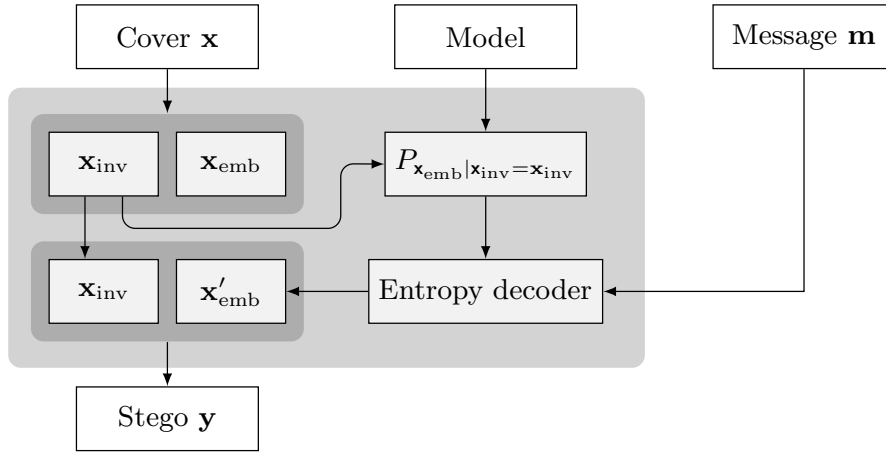 Cover x
Model
Message m
x_inv
x_emb
P_{x_emb|x_inv=x_inv}
x_inv
x′_emb
Entropy decoder
Stego y